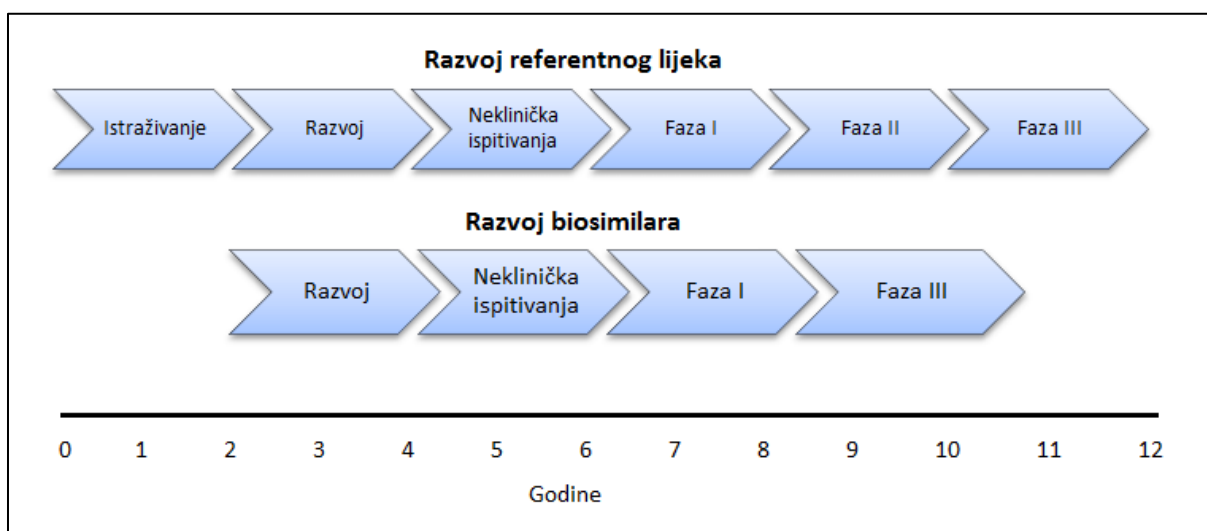 Razvoj referentnog lijeka
Istraživanje
Razvoj
Neklinička
ispitivanja
Faza I
Faza II
Faza III
Razvoj biosimilara
Razvoj
Neklinička
ispitivanja
Faza I
Faza III
0 1 2 3 4 5 6 7 8 9 10 11 12
Godine